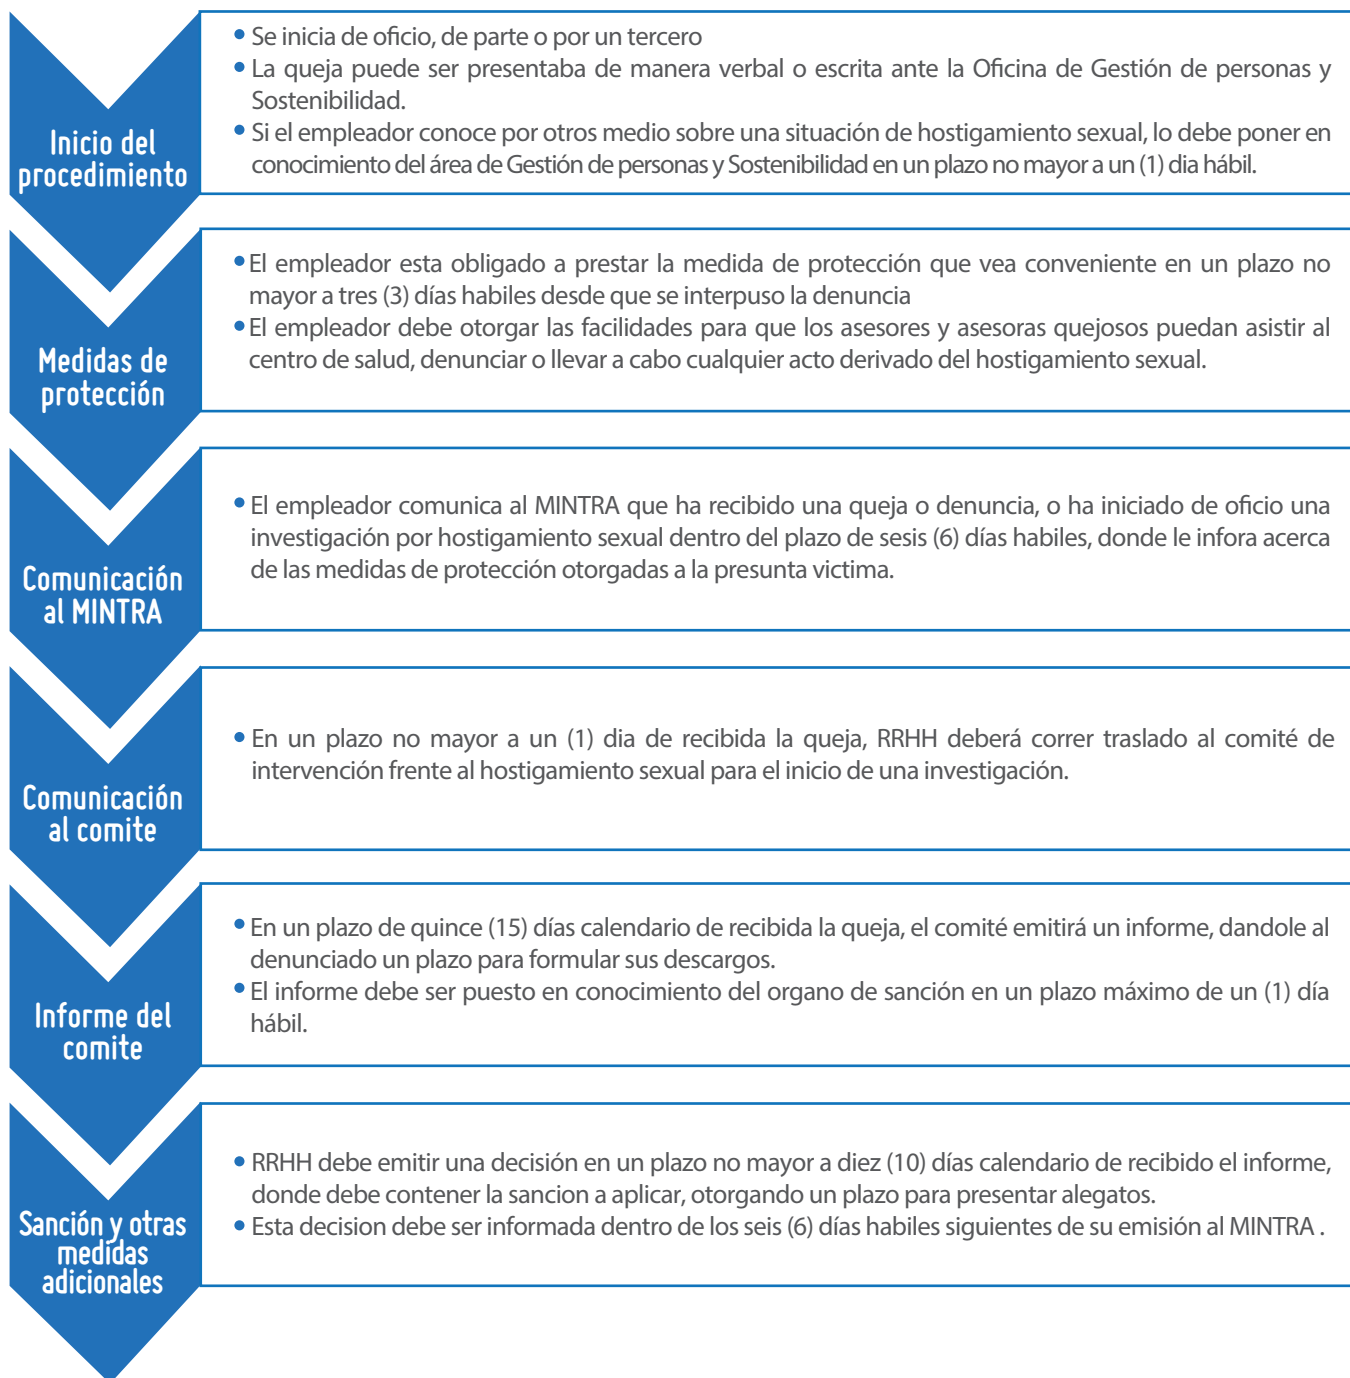 Inicio del
procedimiento
• Se inicia de oficio, de parte o por un tercero
• La queja puede ser presentaba de manera verbal o escrita ante la Oficina de Gestión de personas y
Sostenibilidad.
• Si el empleador conoce por otros medio sobre una situación de hostigamiento sexual, lo debe poner en
conocimiento del área de Gestión de personas y Sostenibilidad en un plazo no mayor a un (1) dia hábil.
Medidas de
protección
• El empleador esta obligado a prestar la medida de protección que vea conveniente en un plazo no
mayor a tres (3) días habiles desde que se interpuso la denuncia
• El empleador debe otorgar las facilidades para que los asesores y asesoras quejosos puedan asistir al
centro de salud, denunciar o llevar a cabo cualquier acto derivado del hostigamiento sexual.
Comunicación
al MINTRA
• El empleador comunica al MINTRA que ha recibido una queja o denuncia, o ha iniciado de oficio una
investigación por hostigamiento sexual dentro del plazo de sesis (6) días habiles, donde le infora acerca
de las medidas de protección otorgadas a la presunta victima.
Comunicación
al comite
• En un plazo no mayor a un (1) dia de recibida la queja, RRHH deberá correr traslado al comité de
intervención frente al hostigamiento sexual para el inicio de una investigación.
Informe del
comite
• En un plazo de quince (15) días calendario de recibida la queja, el comité emitirá un informe, dandole al
denunciado un plazo para formular sus descargos.
• El informe debe ser puesto en conocimiento del organo de sanción en un plazo máximo de un (1) día
hábil.
Sanción y otras
medidas
adicionales
• RRHH debe emitir una decisión en un plazo no mayor a diez (10) días calendario de recibido el informe,
donde debe contener la sancion a aplicar, otorgando un plazo para presentar alegatos.
• Esta decision debe ser informada dentro de los seis (6) días habiles siguientes de su emisión al MINTRA .